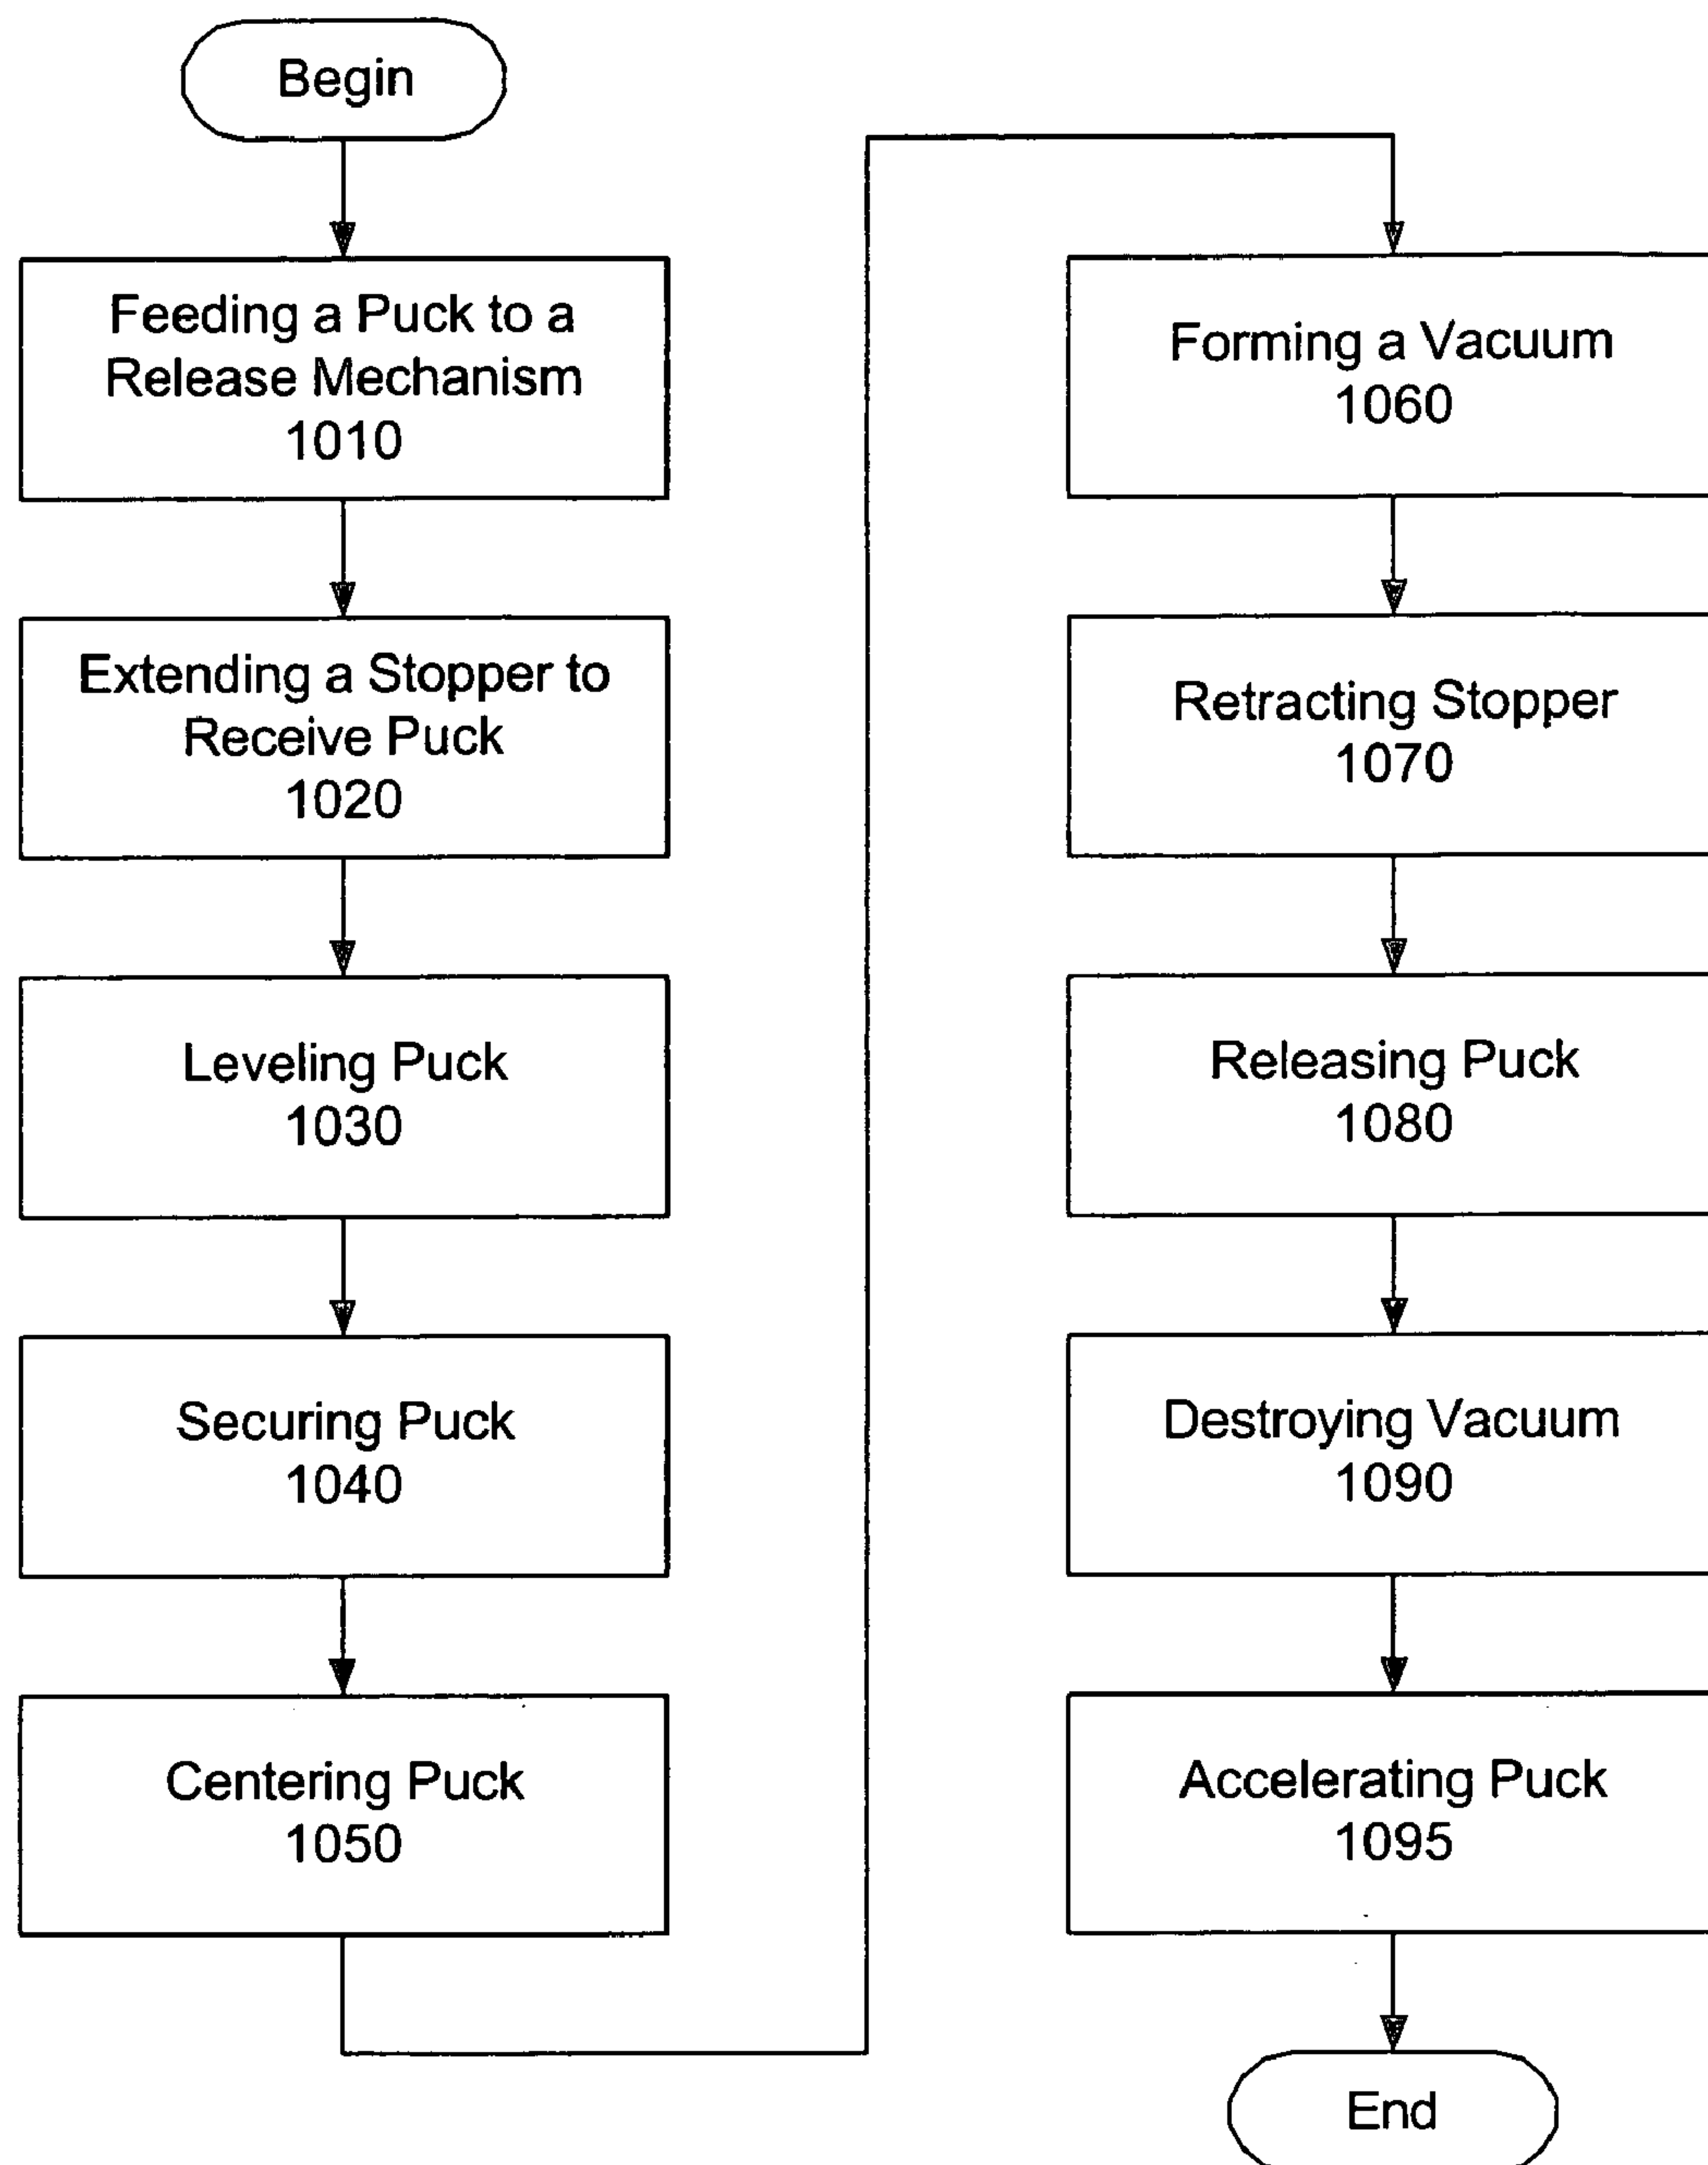 Begin
Feeding a Puck to a
Release Mechanism
1010
Extending a Stopper to
Receive Puck
1020
Leveling Puck
1030
Securing Puck
1040
Centering Puck
1050
Forming a Vacuum
1060
Retracting Stopper
1070
Releasing Puck
1080
Destroying Vacuum
1090
Accelerating Puck
1095
End